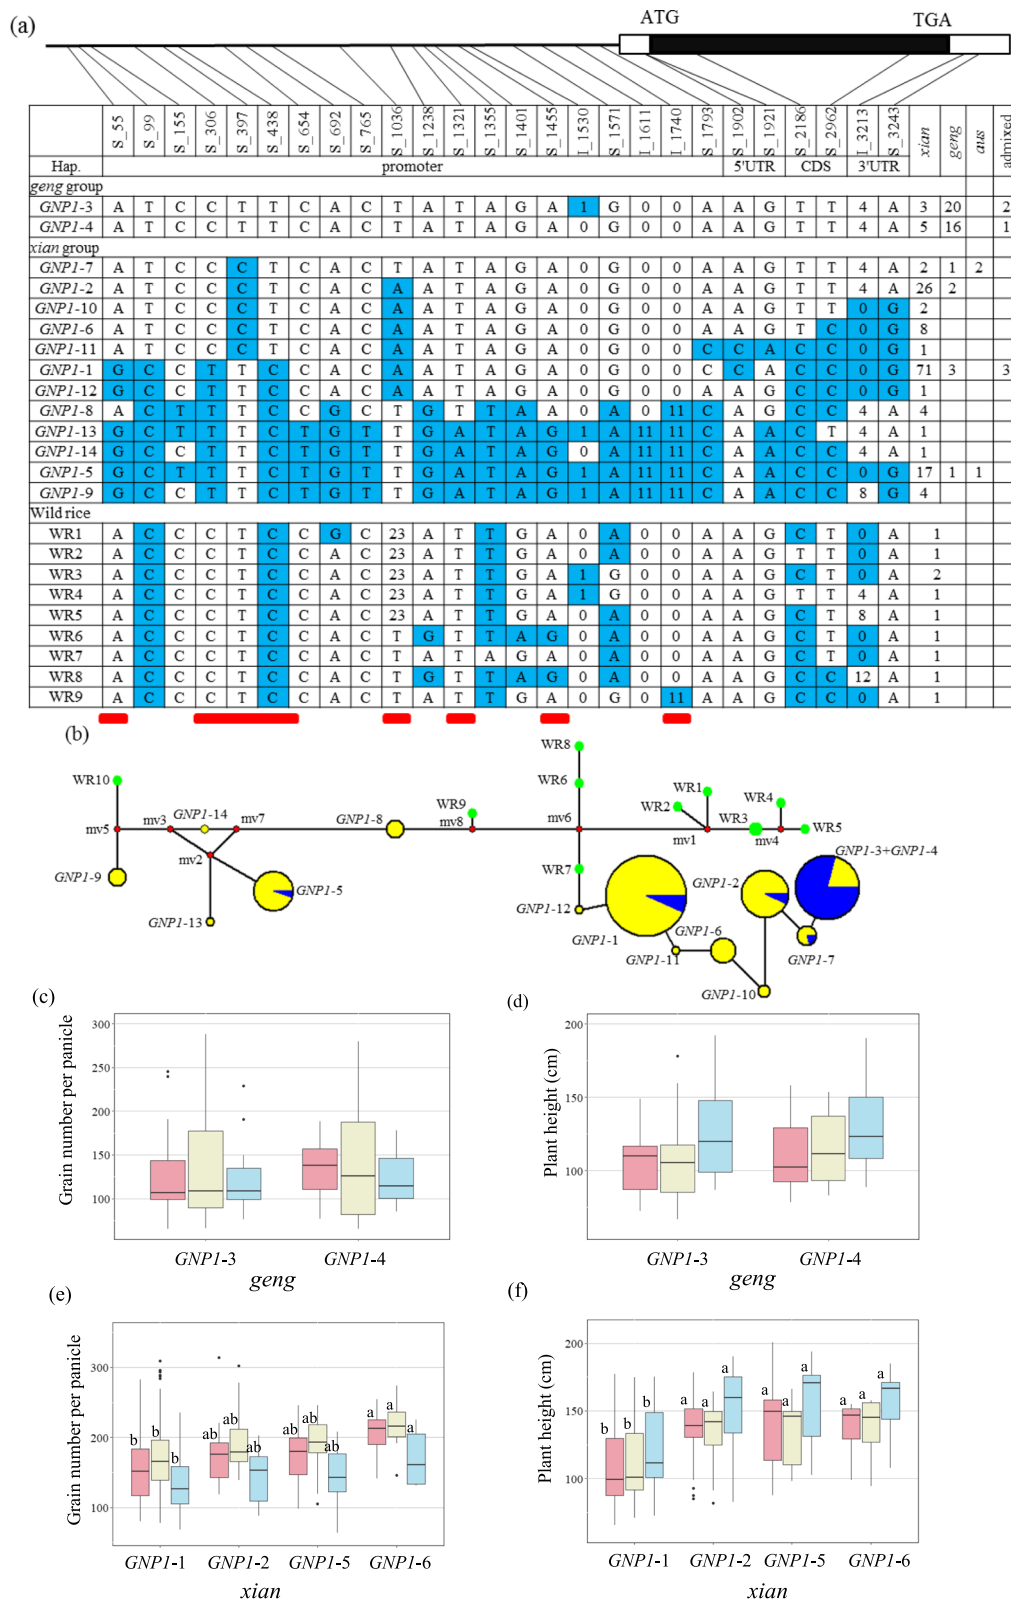 (a)
ATG TGA
S_55 S_99 S_155 S_306 S_397 S_438 S_654 S_692 S_765 S_1036 S_1238 S_1321 S_1355 S_1401 S_1455 I_1530 S_1571 I_1611 I_1740 S_1793 S_1902 S_1921 S_2186 S_2962 I_3213 S_3243 xian geng aus admixed
Hap. promoter 5'UTR CDS 3'UTR
geng group
GNP1-3 A T C C T T C A C T A T A G A 1 G 0 0 A A G T T 4 A 3 20 2
GNP1-4 A T C C T T C A C T A T A G A 0 G 0 0 A A G T T 4 A 5 16 1
xian group
GNP1-7 A T C C C T C A C T A T A G A 0 G 0 0 A A G T T 4 A 2 1 2
GNP1-2 A T C C C T C A C A A T A G A 0 G 0 0 A A G T T 4 A 26 2
GNP1-10 A T C C C T C A C A A T A G A 0 G 0 0 A A G T T 0 G 2
GNP1-6 A T C C C T C A C A A T A G A 0 G 0 0 A A G T C 0 G 8
GNP1-11 A T C C C T C A C A A T A G A 0 G 0 0 C C A C C 0 G 1
GNP1-1 G C C T T C C A C A A T A G A 0 G 0 0 C C A C C 0 G 71 3 3
GNP1-12 G C C T T C C A C A A T A G A 0 G 0 0 A A G C C 0 G 1
GNP1-8 A C T T T C C G C T G T T A A 0 A 0 11 C A G C C 4 A 4
GNP1-13 G C T T T C T G T T G A T A G 1 A 11 11 C A A C T 4 A 1
GNP1-14 G C C T T C T G T T G A T A G 0 A 11 11 C A A C C 4 A 1
GNP1-5 G C T T T C T G T T G A T A G 1 A 11 11 C A A C C 0 G 17 1 1
GNP1-9 G C C T T C T G T T G A T A G 1 A 11 11 C A A C C 8 G 4
Wild rice
WR1 A C C C T C C G C 23 A T T G A 0 A 0 0 A A G C T 0 A 1
WR2 A C C C T C C A C 23 A T T G A 0 A 0 0 A A G T T 0 A 1
WR3 A C C C T C C A C 23 A T T G A 1 G 0 0 A A G C T 0 A 2
WR4 A C C C T C C A C 23 A T T G A 1 G 0 0 A A G T T 4 A 1
WR5 A C C C T C C A C 23 A T T G A 0 A 0 0 A A G C T 8 A 1
WR6 A C C C T C C A C T G T T A G 0 A 0 0 A A G C T 0 A 1
WR7 A C C C T C C A C T A T A G A 0 A 0 0 A A G C T 0 A 1
WR8 A C C C T C C A C T G T T A G 0 A 0 0 A A G C C 12 A 1
WR9 A C C C T C C A C T A T T G A 0 G 0 11 A A G C C 0 A 1
(b)
WR8
WR10 WR6 WR9 WR1 WR4
WR2 WR3 WR5
mv5 mv3 GNP1-14 mv7 GNP1-8 mv8 mv6 mv1 mv4
mv2 WR7 GNP1-3+GNP1-4
GNP1-9 GNP1-5 GNP1-2
GNP1-12
GNP1-13 GNP1-1 GNP1-6 GNP1-7
GNP1-11
GNP1-10
(c)
Grain number per panicle
300
250
200
150
100
GNP1-3 GNP1-4
geng
(d)
Plant height (cm)
200
150
100
GNP1-3 GNP1-4
geng
(e)
Grain number per panicle
300
200
100
b b b ab ab ab ab ab ab a a a
GNP1-1 GNP1-2 GNP1-5 GNP1-6
xian
(f)
Plant height (cm)
200
150
100
b b b a a a a a a a a a
GNP1-1 GNP1-2 GNP1-5 GNP1-6
xian